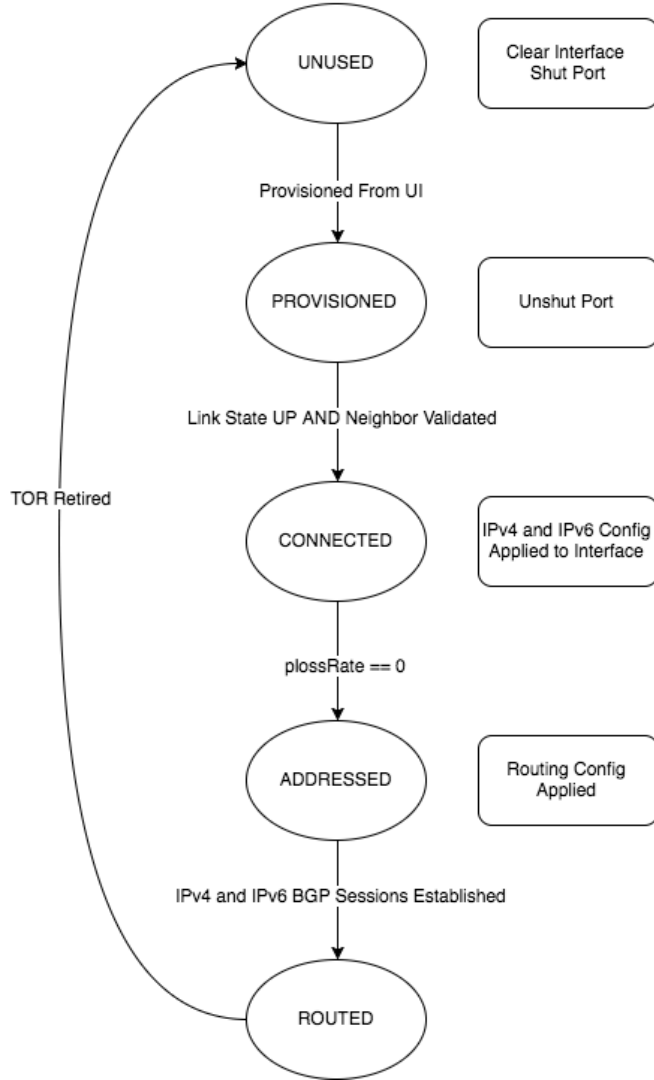 UNUSED
Clear Interface
Shut Port
Provisioned From UI
PROVISIONED
Unshut Port
Link State UP AND Neighbor Validated
TOR Retired
CONNECTED
IPv4 and IPv6 Config
Applied to Interface
plossRate == 0
ADDRESSED
Routing Config
Applied
IPv4 and IPv6 BGP Sessions Established
ROUTED